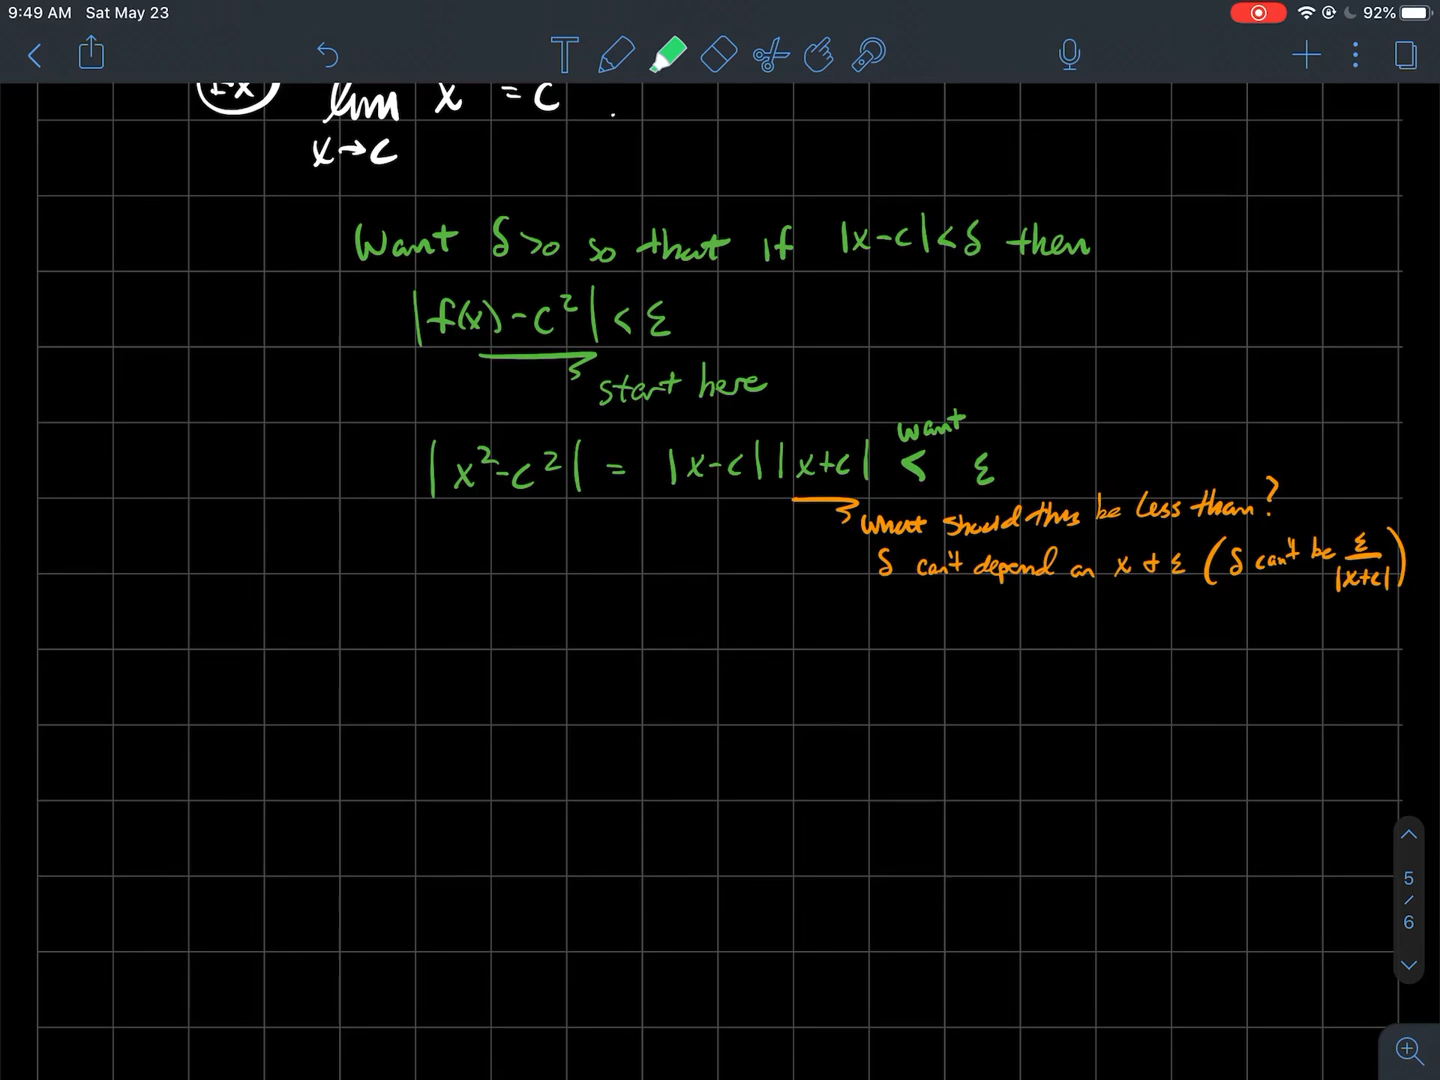 9:49 AM Sat May 23
92%
Ex
lim x = c
x→c
Want δ>0 so that if |x-c|<δ then
|f(x)-c²| < ε
start here
want
|x²-c²| = |x-c| |x+c| < ε
What should this be less than?
δ can't depend on x + ε (δ can't be ε/|x+c|)
5
/
6